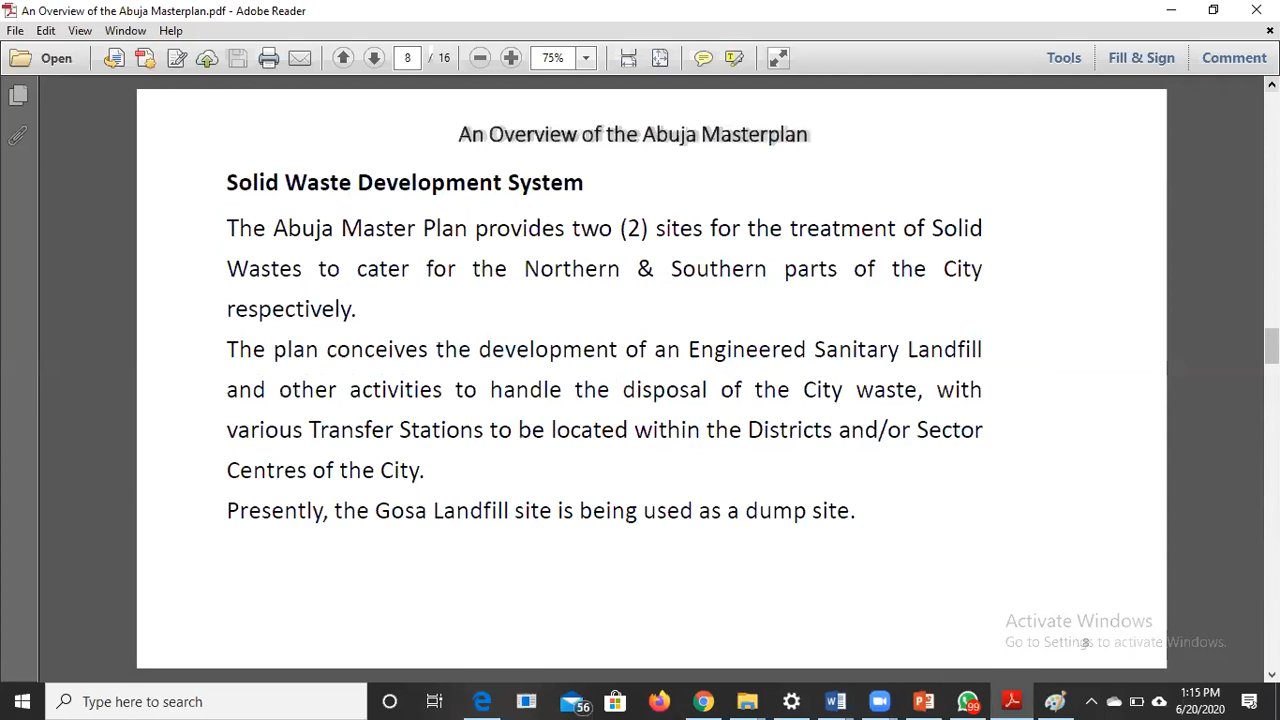 An Overview of the Abuja Masterplan.pdf - Adobe Reader
File Edit View Window Help
Open 8 / 16 75% Tools Fill & Sign Comment
An Overview of the Abuja Masterplan
Solid Waste Development System
The Abuja Master Plan provides two (2) sites for the treatment of Solid
Wastes to cater for the Northern & Southern parts of the City
respectively.
The plan conceives the development of an Engineered Sanitary Landfill
and other activities to handle the disposal of the City waste, with
various Transfer Stations to be located within the Districts and/or Sector
Centres of the City.
Presently, the Gosa Landfill site is being used as a dump site.
Activate Windows
Go to Settings to activate Windows.
8
Type here to search
56
99
1:15 PM
6/20/2020